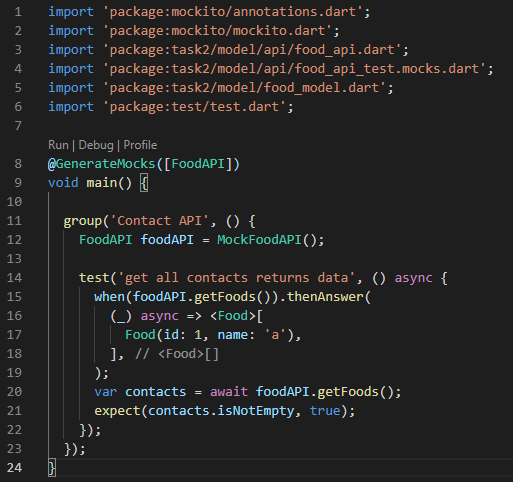 1 import 'package:mockito/annotations.dart';
2 import 'package:mockito/mockito.dart';
3 import 'package:task2/model/api/food_api.dart';
4 import 'package:task2/model/api/food_api_test.mocks.dart';
5 import 'package:task2/model/food_model.dart';
6 import 'package:test/test.dart';
7
Run | Debug | Profile
8 @GenerateMocks([FoodAPI])
9 void main() {
10
11   group('Contact API', () {
12     FoodAPI foodAPI = MockFoodAPI();
13
14     test('get all contacts returns data', () async {
15       when(foodAPI.getFoods()).thenAnswer(
16         (_) async => <Food>[
17           Food(id: 1, name: 'a'),
18         ], // <Food>[]
19       );
20       var contacts = await foodAPI.getFoods();
21       expect(contacts.isNotEmpty, true);
22     });
23   });
24 }